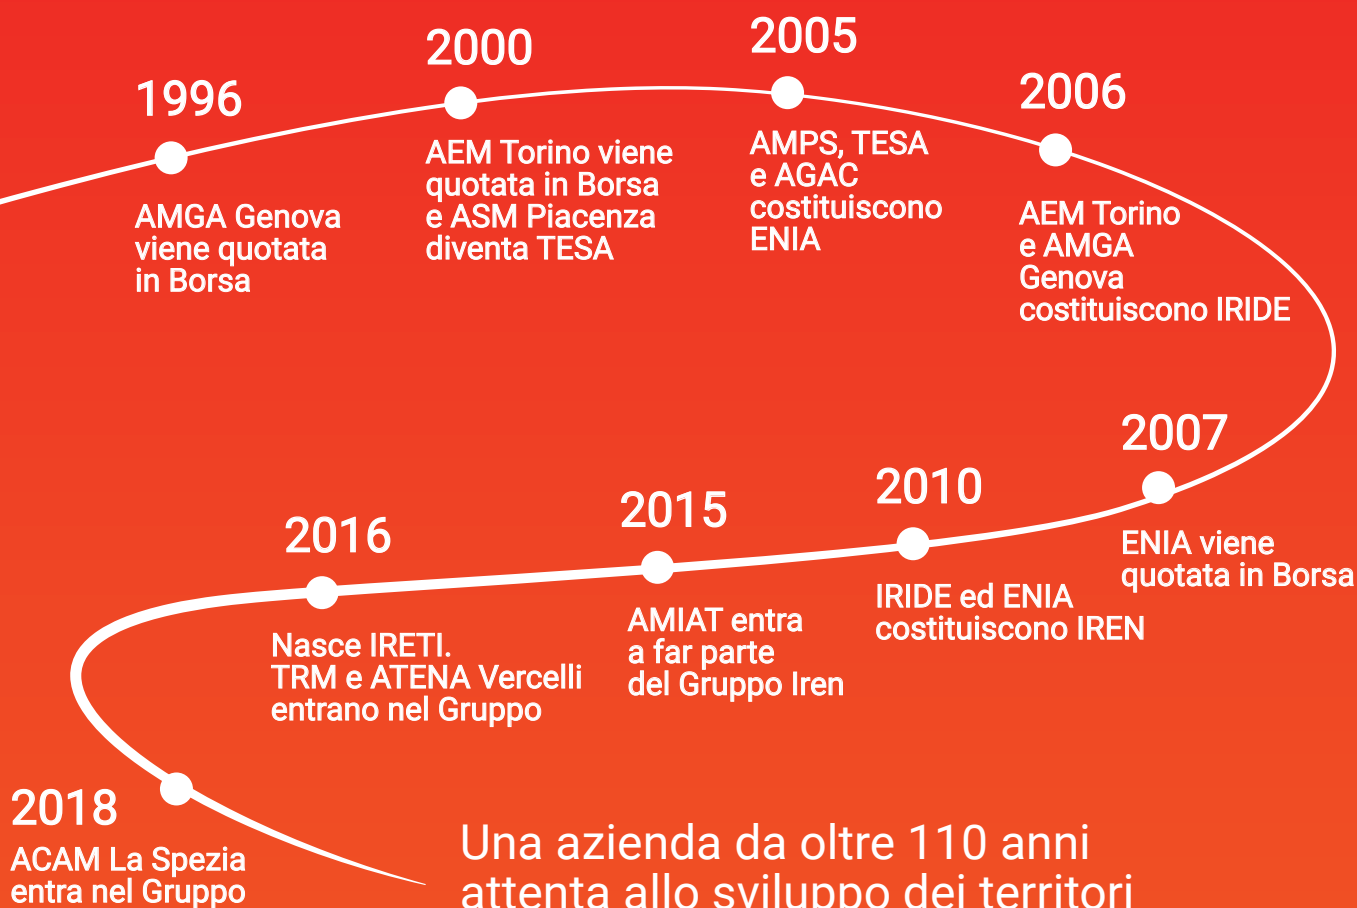 1996
AMGA Genova
viene quotata
in Borsa
2000
AEM Torino viene
quotata in Borsa
e ASM Piacenza
diventa TESA
2005
AMPS, TESA
e AGAC
costituiscono
ENIA
2006
AEM Torino
e AMGA
Genova
costituiscono IRIDE
2007
ENIA viene
quotata in Borsa
2010
IRIDE ed ENIA
costituiscono IREN
2015
AMIAT entra
a far parte
del Gruppo Iren
2016
Nasce IRETI.
TRM e ATENA Vercelli
entrano nel Gruppo
2018
ACAM La Spezia
entra nel Gruppo
Una azienda da oltre 110 anni
attenta allo sviluppo dei territori